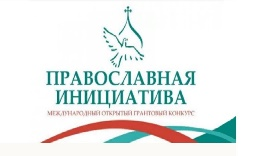 ПРАВОСЛАВНАЯ
ИНИЦИАТИВА
МЕЖДУНАРОДНЫЙ ОТКРЫТЫЙ ГРАНТОВЫЙ КОНКУРС